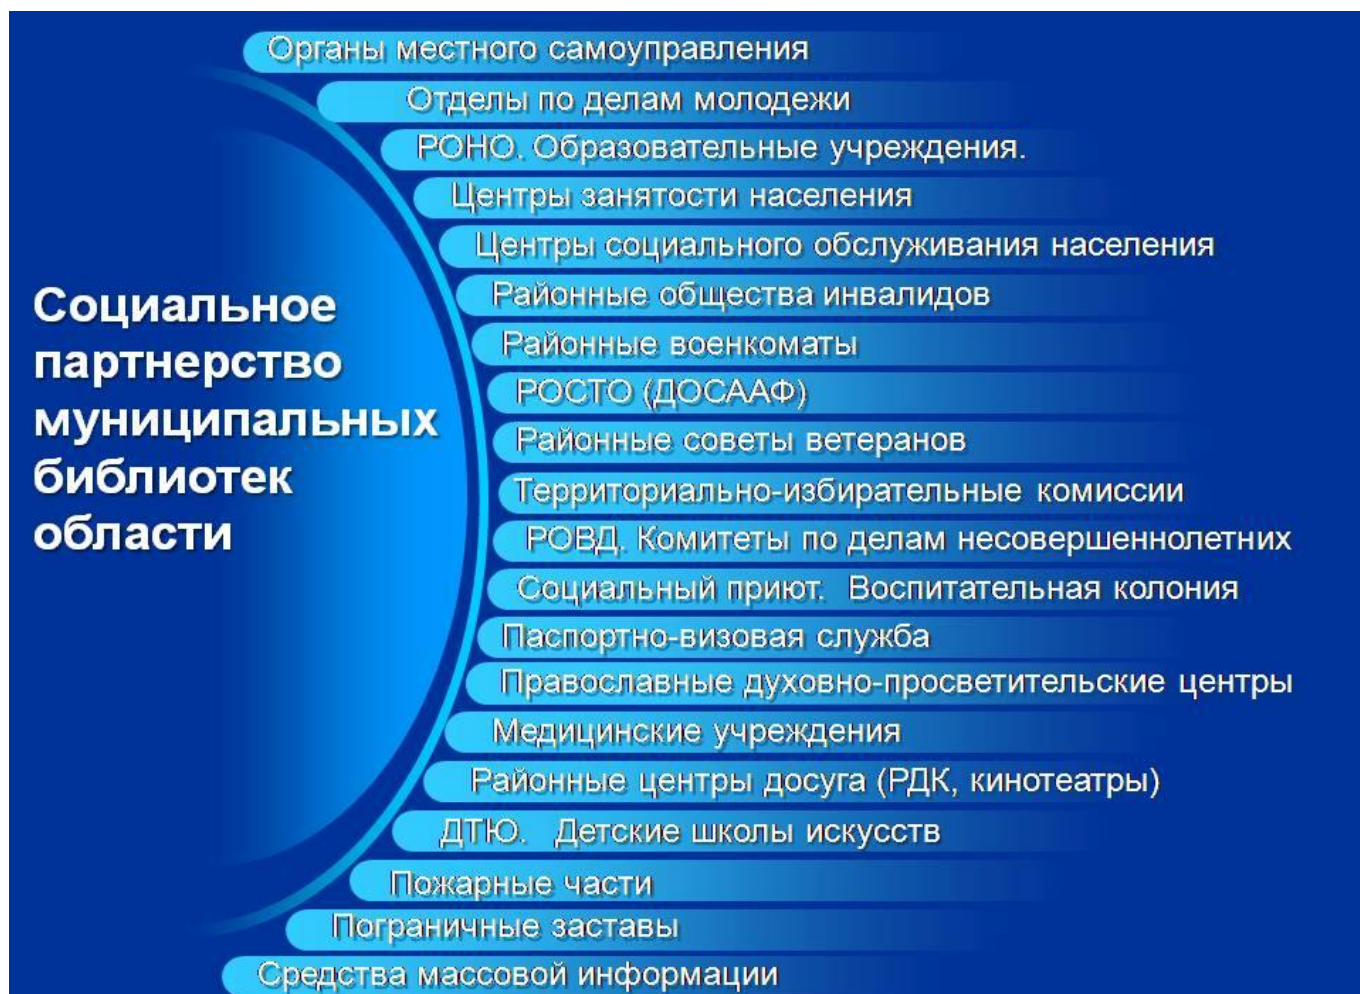 Органы местного самоуправления
Отделы по делам молодежи
РОНО. Образовательные учреждения.
Центры занятости населения
Центры социального обслуживания населения
Районные общества инвалидов
Районные военкоматы
РОСТО (ДОСААФ)
Районные советы ветеранов
Территориально-избирательные комиссии
РОВД. Комитеты по делам несовершеннолетних
Социальный приют. Воспитательная колония
Паспортно-визовая служба
Православные духовно-просветительские центры
Медицинские учреждения
Районные центры досуга (РДК, кинотеатры)
ДТЮ. Детские школы искусств
Пожарные части
Пограничные заставы
Средства массовой информации
Социальное
партнерство
муниципальных
библиотек
области